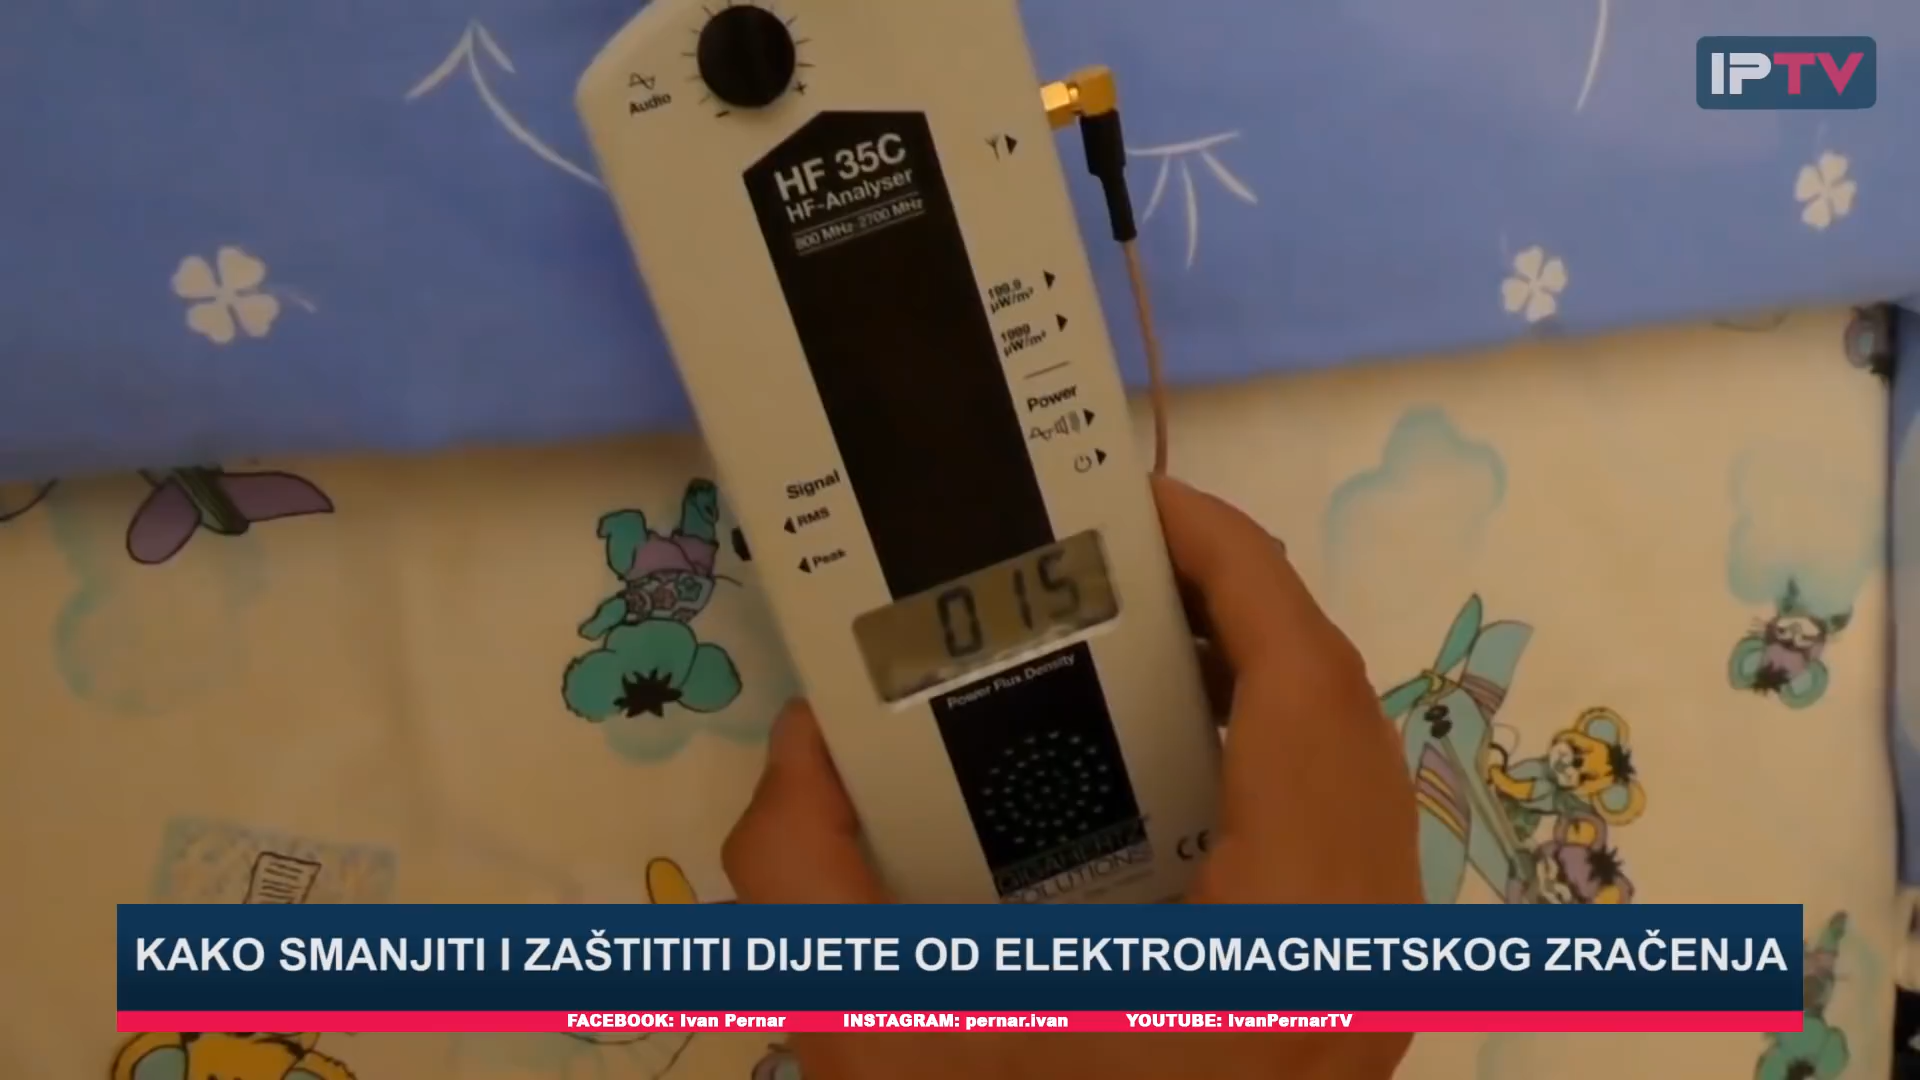 IPTV
Audio
HF 35C
HF-Analyser
800 MHz-2700 MHz
199.9
µW/m²
1999
µW/m²
Power
Signal
RMS
Peak
015
Power Flux Density
GIGAHERTZ
SOLUTIONS
CE
KAKO SMANJITI I ZAŠTITITI DIJETE OD ELEKTROMAGNETSKOG ZRAČENJA
FACEBOOK: Ivan Pernar INSTAGRAM: pernar.ivan YOUTUBE: IvanPernarTV